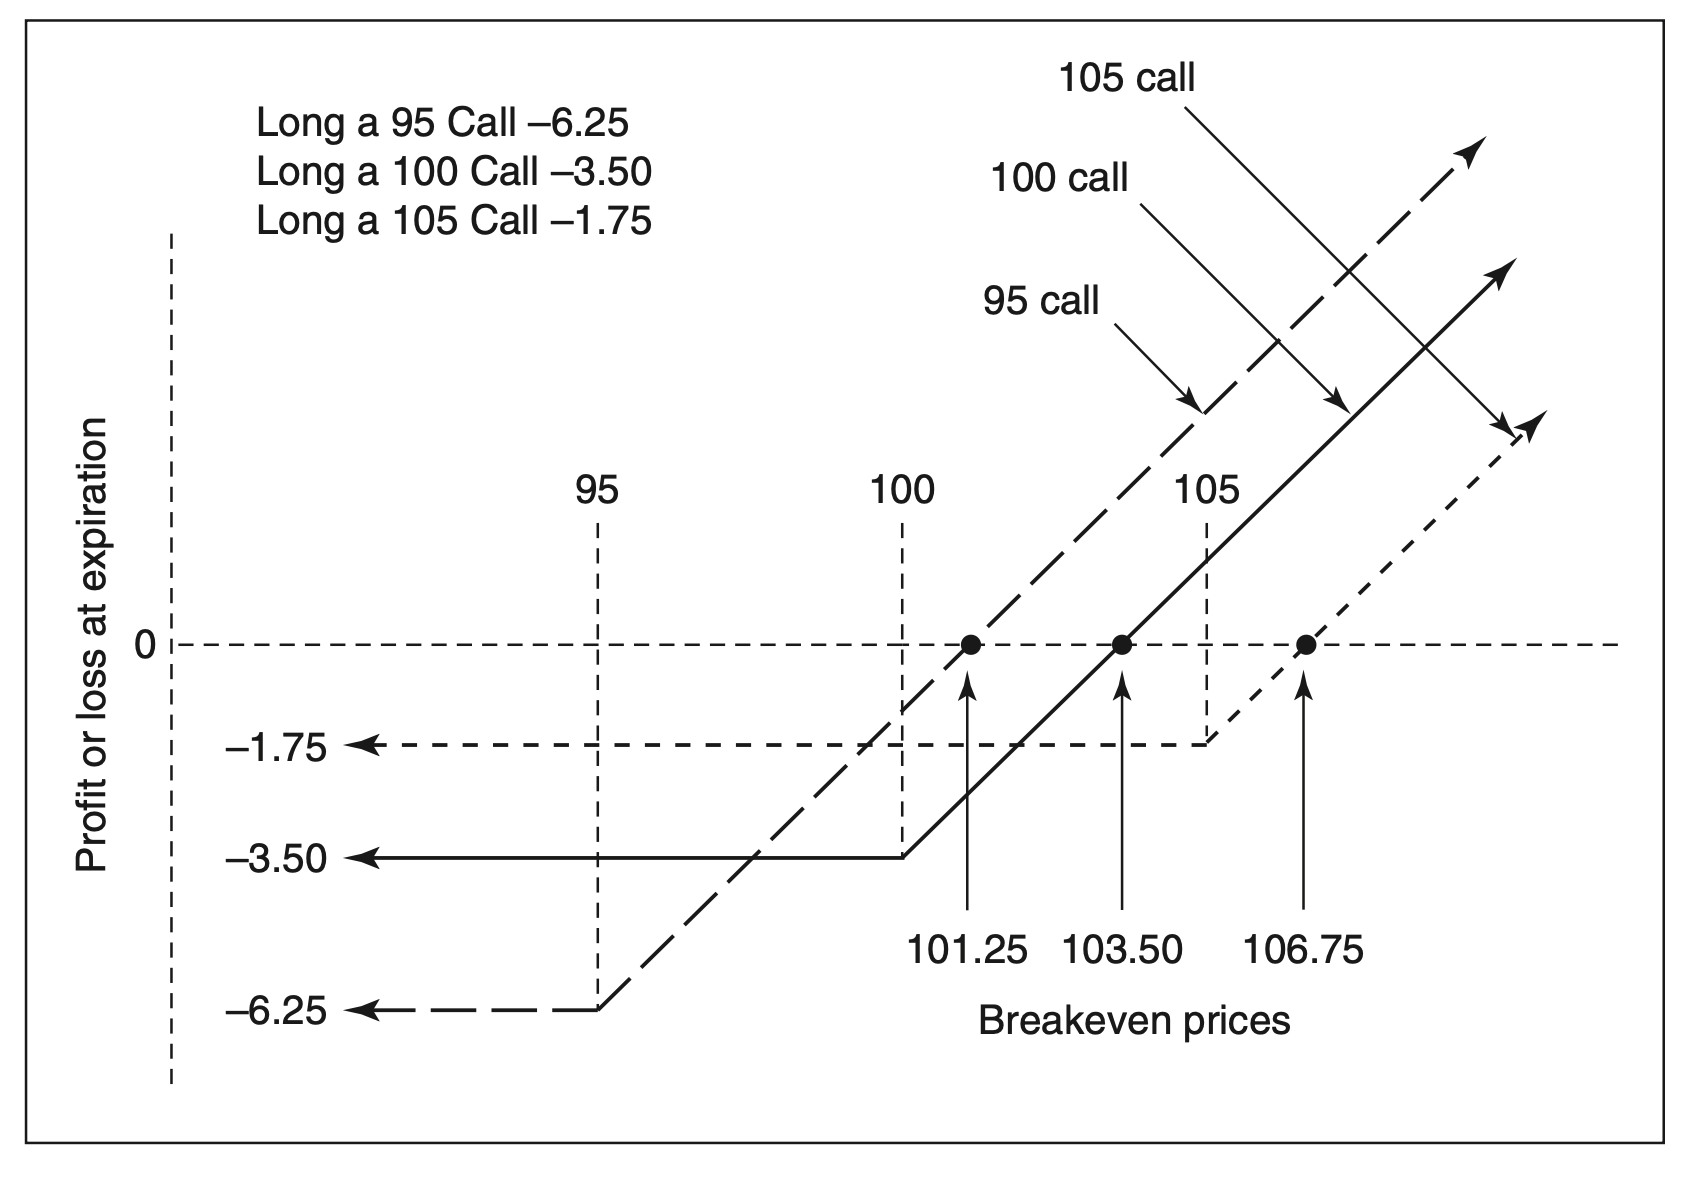 105 call
Long a 95 Call –6.25
100 call
Long a 100 Call –3.50
Long a 105 Call –1.75
95 call
95
100
105
Profit or loss at expiration
0
–1.75
–3.50
101.25
103.50
106.75
–6.25
Breakeven prices